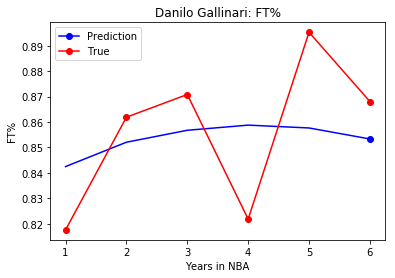 Danilo Gallinari: FT%
Prediction
True
FT%
0.89
0.88
0.87
0.86
0.85
0.84
0.83
0.82
1 2 3 4 5 6
Years in NBA